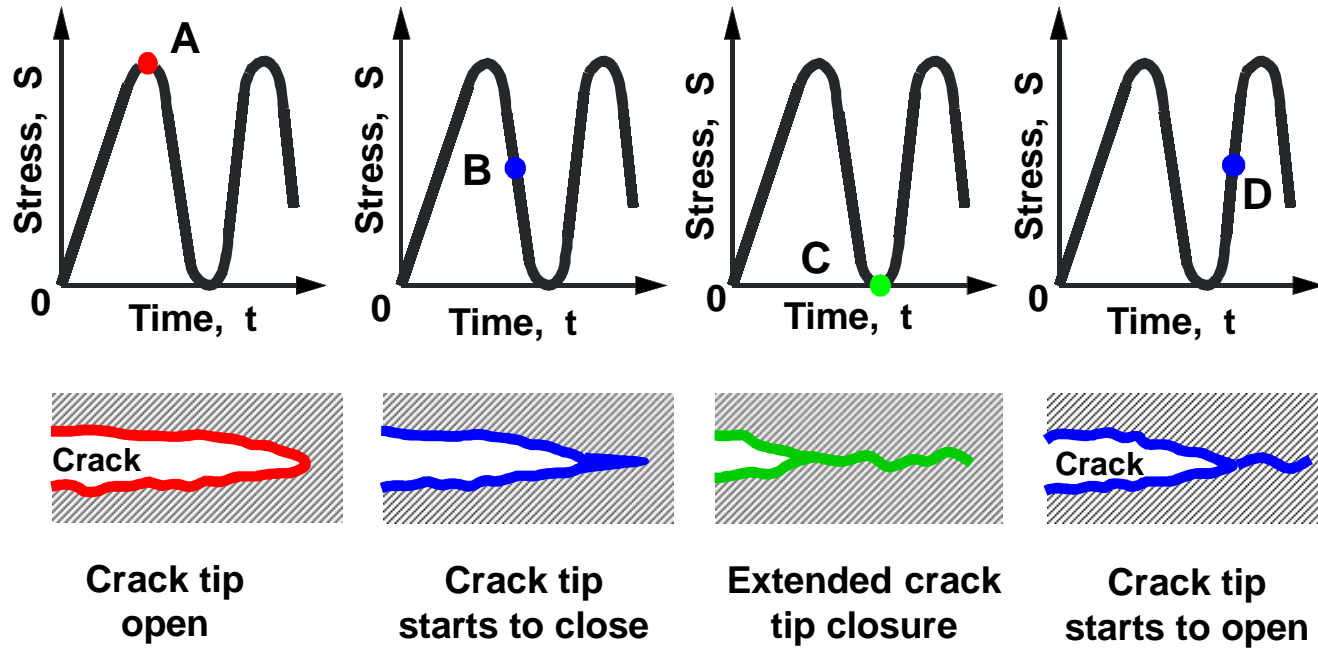 A
Stress, S
0
Time, t
B
Stress, S
0
Time, t
C
Stress, S
0
Time, t
D
Stress, S
0
Time, t
Crack
Crack
Crack tip
open
Crack tip
starts to close
Extended crack
tip closure
Crack tip
starts to open